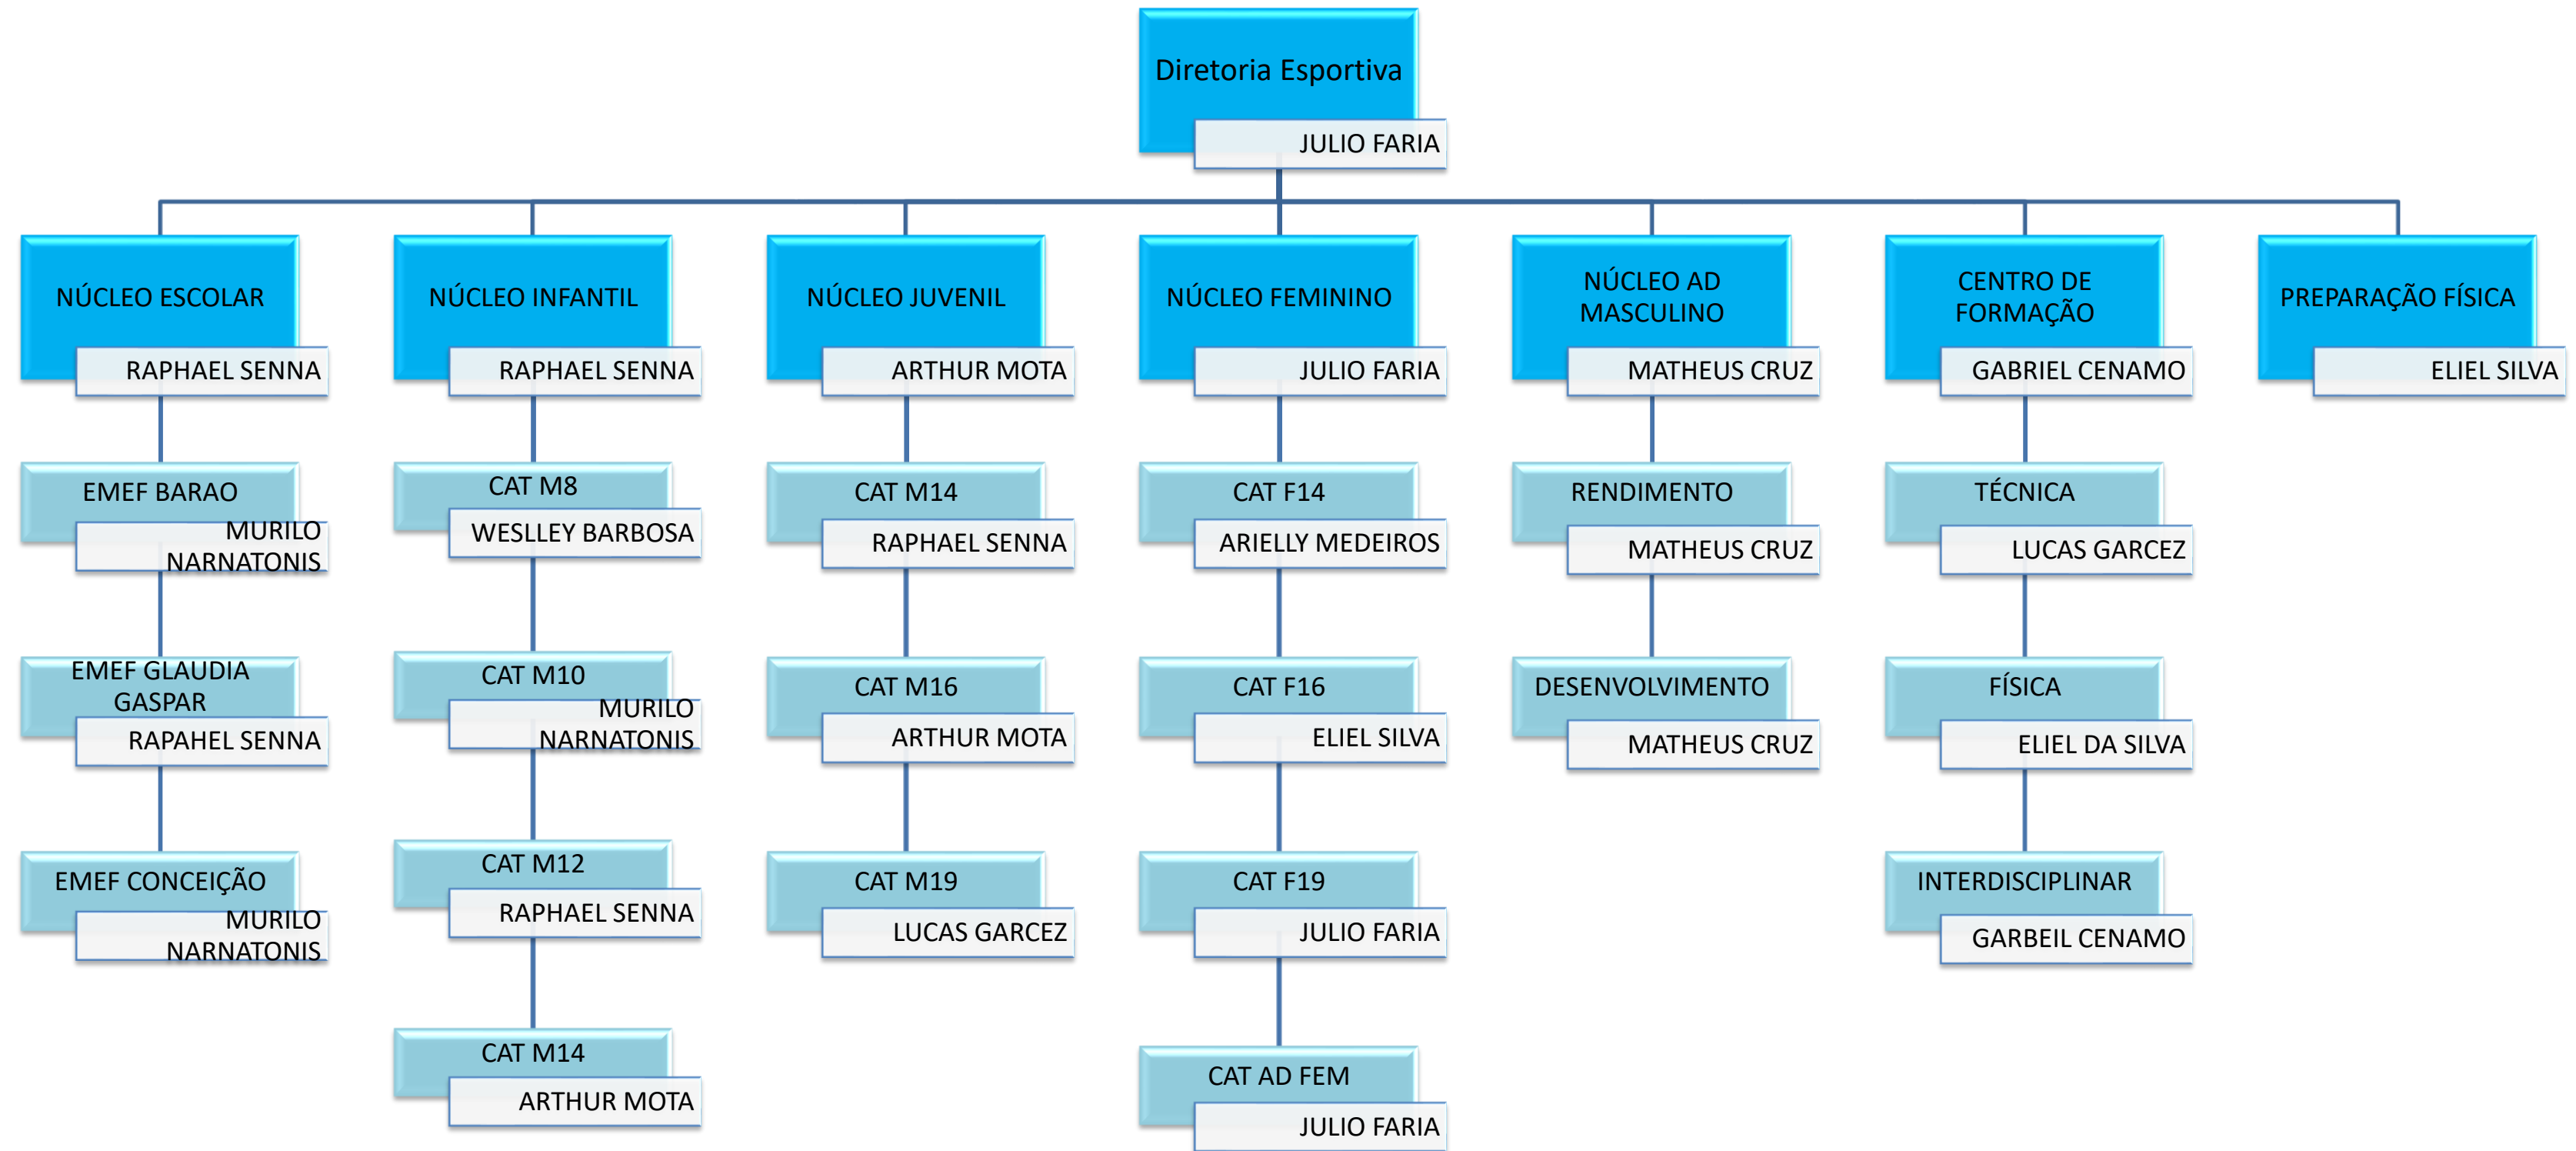 Diretoria Esportiva
JULIO FARIA
NÚCLEO ESCOLAR
RAPHAEL SENNA
EMEF BARAO
MURILO
NARNATONIS
EMEF GLAUDIA
GASPAR
RAPAHEL SENNA
EMEF CONCEIÇÃO
MURILO
NARNATONIS
NÚCLEO INFANTIL
RAPHAEL SENNA
CAT M8
WESLLEY BARBOSA
CAT M10
MURILO
NARNATONIS
CAT M12
RAPHAEL SENNA
CAT M14
ARTHUR MOTA
NÚCLEO JUVENIL
ARTHUR MOTA
CAT M14
RAPHAEL SENNA
CAT M16
ARTHUR MOTA
CAT M19
LUCAS GARCEZ
NÚCLEO FEMININO
JULIO FARIA
CAT F14
ARIELLY MEDEIROS
CAT F16
ELIEL SILVA
CAT F19
JULIO FARIA
CAT AD FEM
JULIO FARIA
NÚCLEO AD
MASCULINO
MATHEUS CRUZ
RENDIMENTO
MATHEUS CRUZ
DESENVOLVIMENTO
MATHEUS CRUZ
CENTRO DE
FORMAÇÃO
GABRIEL CENAMO
TÉCNICA
LUCAS GARCEZ
FÍSICA
ELIEL DA SILVA
INTERDISCIPLINAR
GARBEIL CENAMO
PREPARAÇÃO FÍSICA
ELIEL SILVA